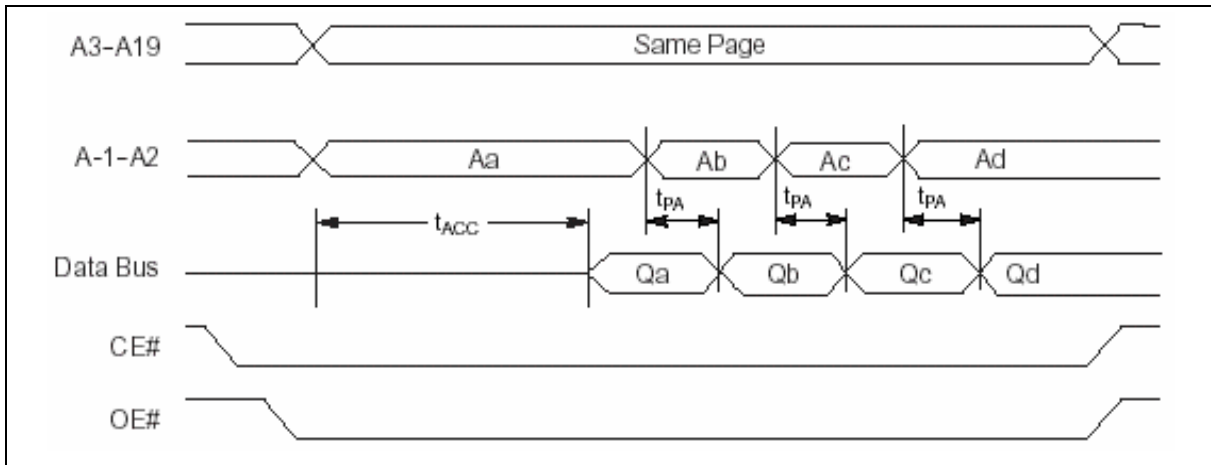 A3-A19
Same Page
A-1-A2
Aa
Ab
Ac
Ad
tACC
tPA
tPA
tPA
Data Bus
Qa
Qb
Qc
Qd
CE#
OE#